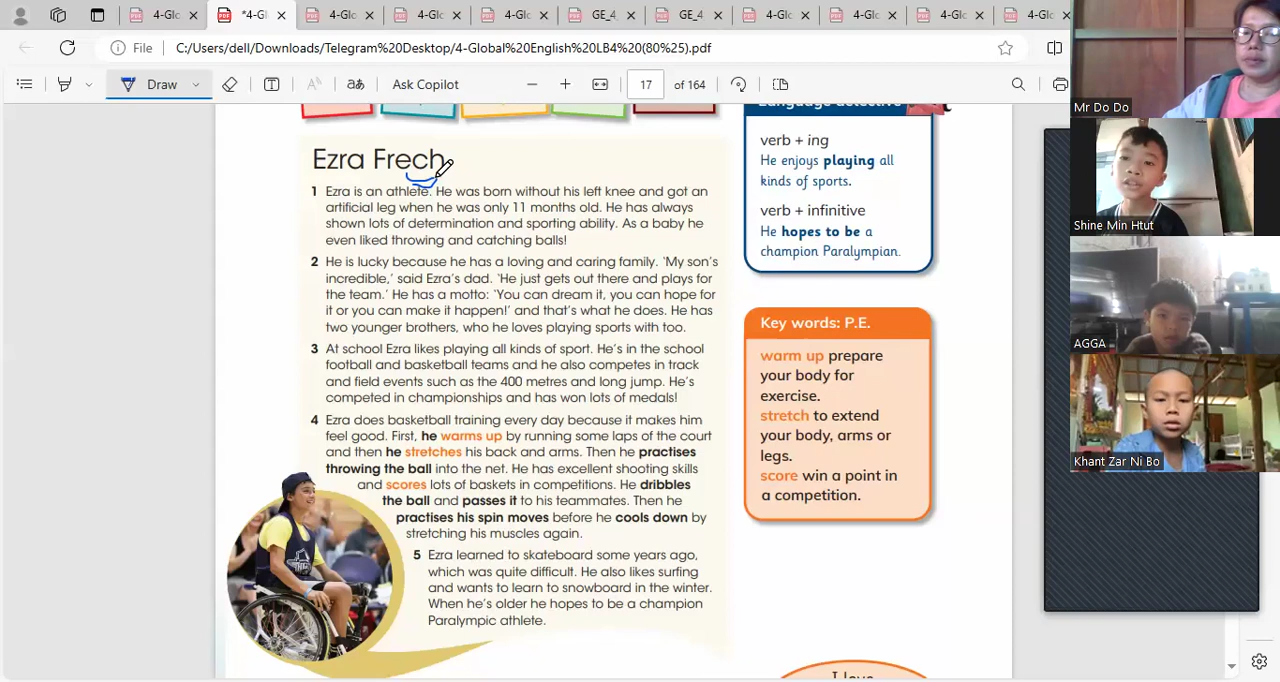 4-Glo
*4-Gl
4-Glo
4-Glo
4-Glo
GE_4
GE_4
4-Glo
4-Glo
4-Glo
4-Glo
File
C:/Users/dell/Downloads/Telegram%20Desktop/4-Global%20English%20LB4%20(80%25).pdf
Draw
Ask Copilot
17
of 164
Language detective
verb + ing
He enjoys playing all
kinds of sports.
verb + infinitive
He hopes to be a
champion Paralympian.
Ezra Frech
1 Ezra is an athlete. He was born without his left knee and got an
artificial leg when he was only 11 months old. He has always
shown lots of determination and sporting ability. As a baby he
even liked throwing and catching balls!
2 He is lucky because he has a loving and caring family. 'My son's
incredible,' said Ezra's dad. 'He just gets out there and plays for
the team.' He has a motto: 'You can dream it, you can hope for
it or you can make it happen!' and that's what he does. He has
two younger brothers, who he loves playing sports with too.
3 At school Ezra likes playing all kinds of sport. He's in the school
football and basketball teams and he also competes in track
and field events such as the 400 metres and long jump. He's
competed in championships and has won lots of medals!
4 Ezra does basketball training every day because it makes him
feel good. First, he warms up by running some laps of the court
and then he stretches his back and arms. Then he practises
throwing the ball into the net. He has excellent shooting skills
and scores lots of baskets in competitions. He dribbles
the ball and passes it to his teammates. Then he
practises his spin moves before he cools down by
stretching his muscles again.
5 Ezra learned to skateboard some years ago,
which was quite difficult. He also likes surfing
and wants to learn to snowboard in the winter.
When he's older he hopes to be a champion
Paralympic athlete.
Key words: P.E.
warm up prepare
your body for
exercise.
stretch to extend
your body, arms or
legs.
score win a point in
a competition.
I love
Mr Do Do
Shine Min Htut
AGGA
Khant Zar Ni Bo